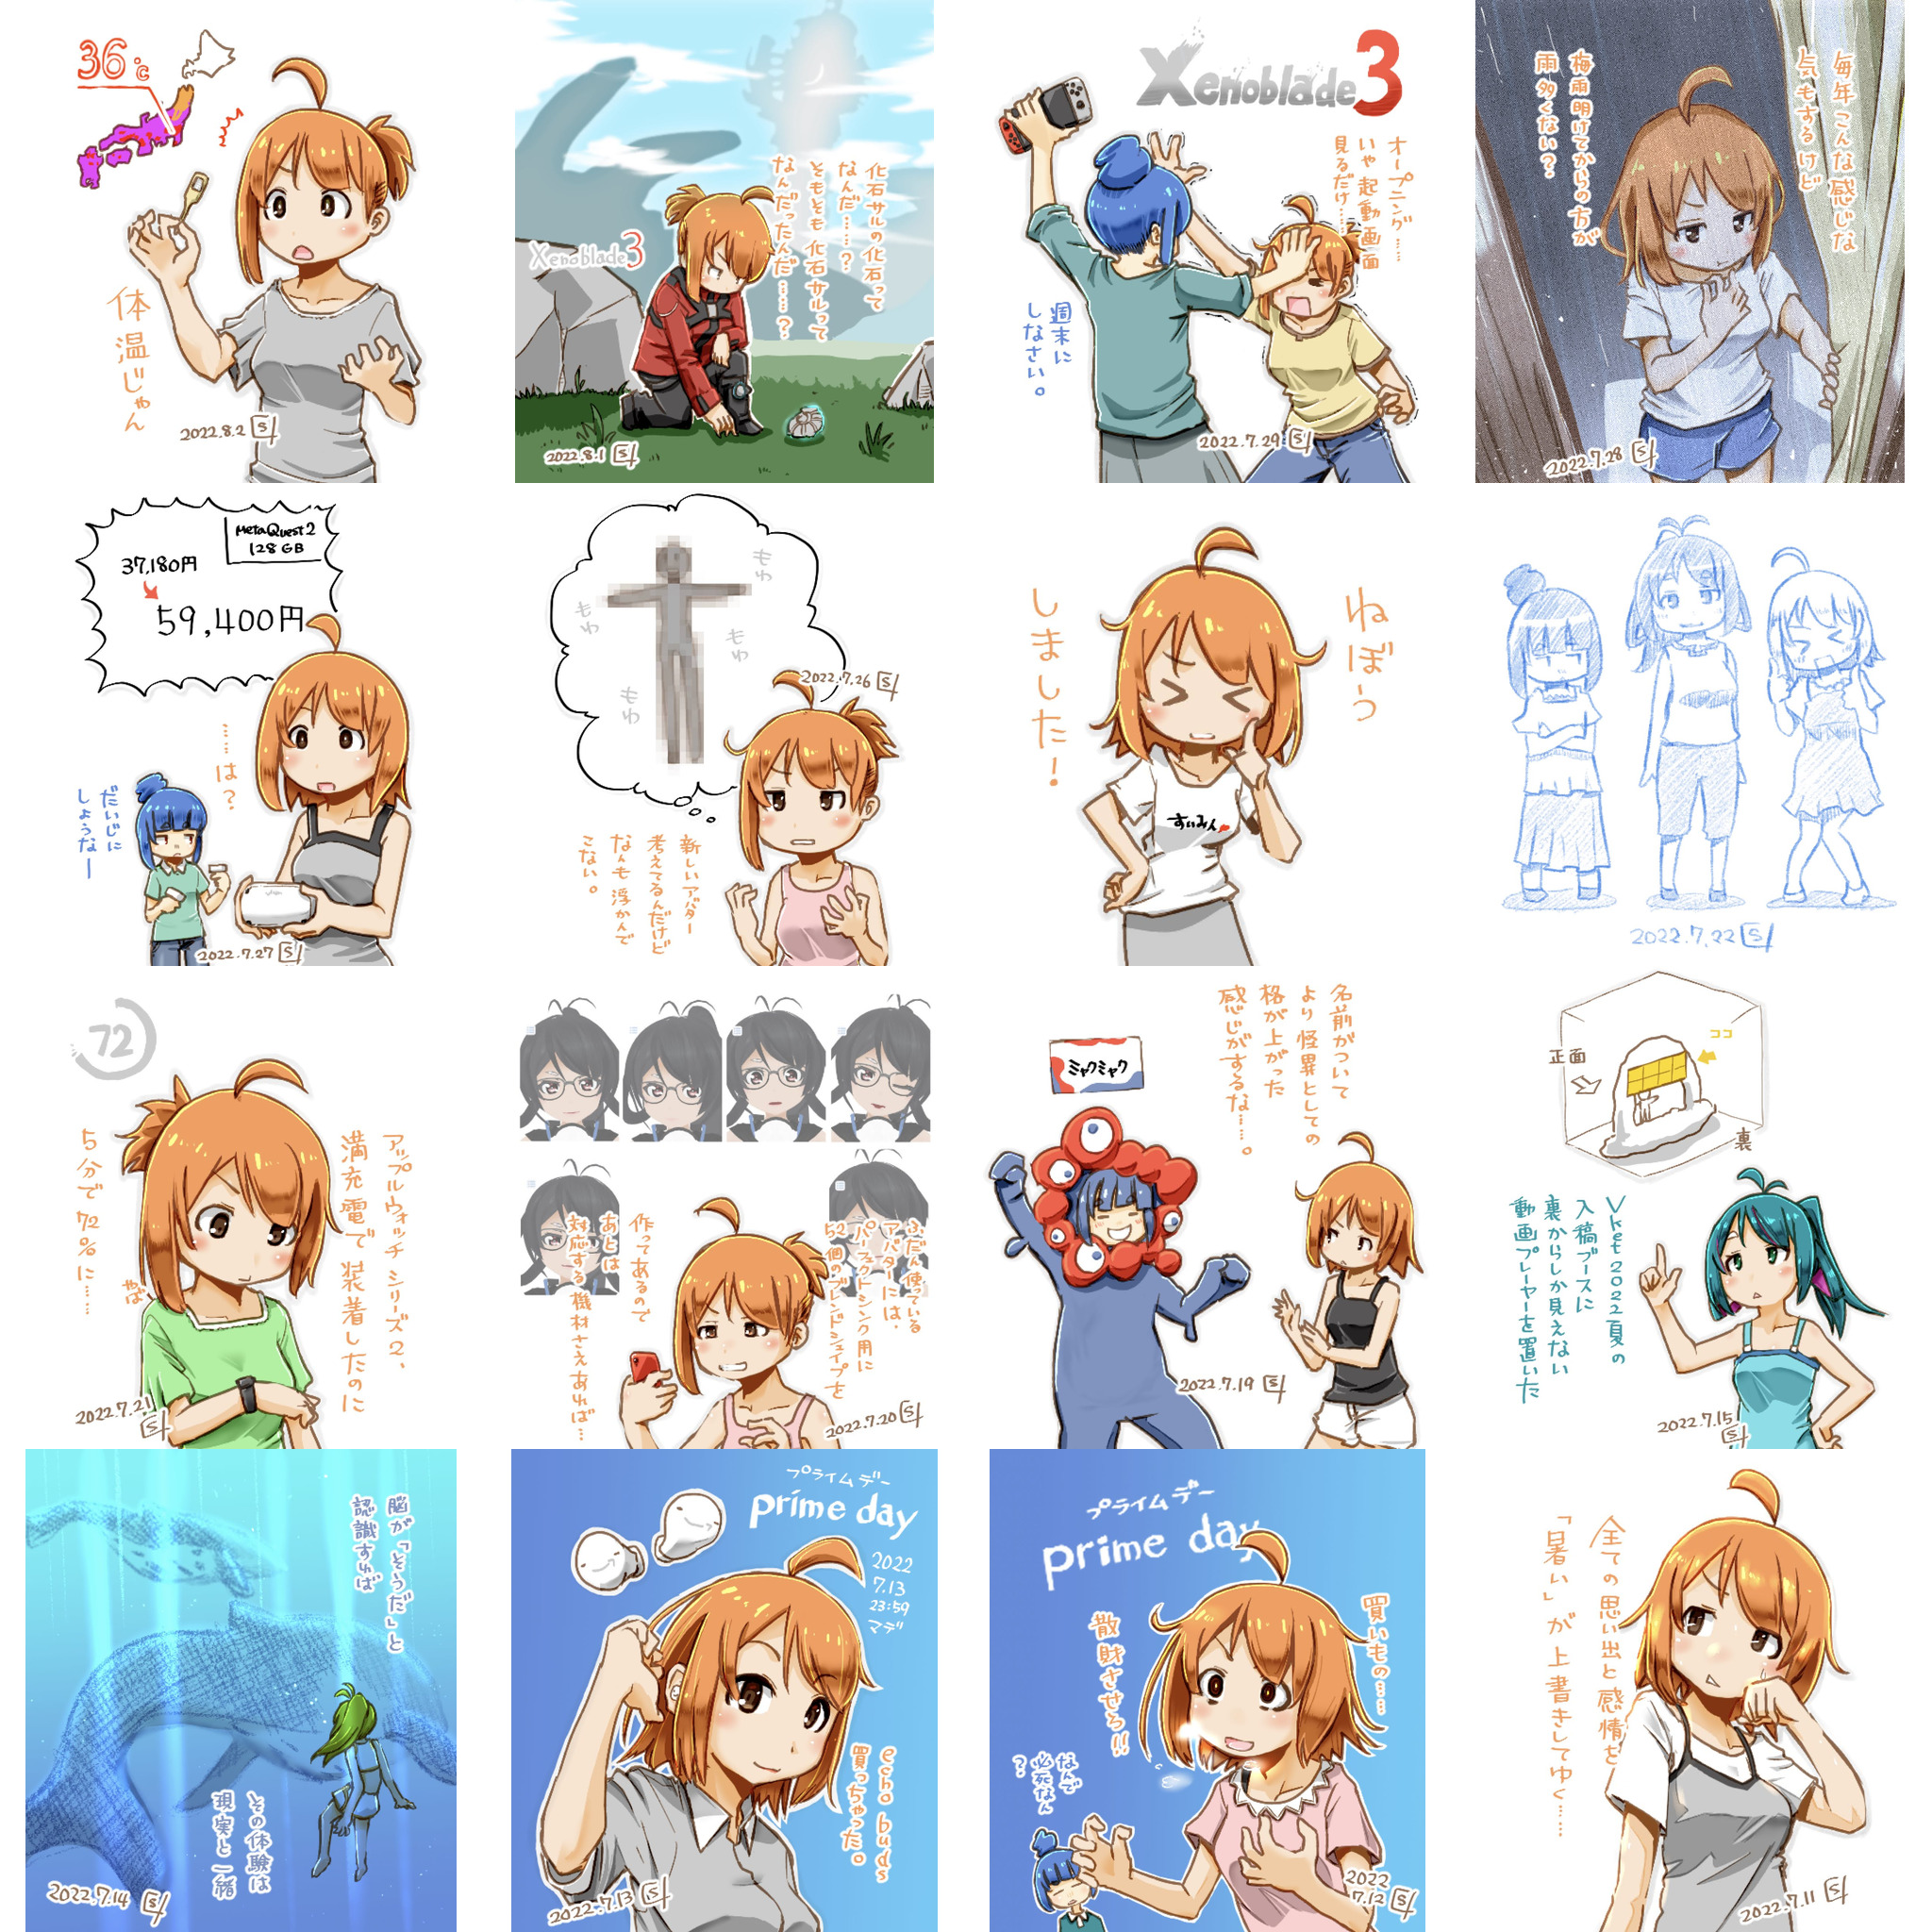 36℃
体温じゃん
2022.8.2
化石サルの化石って
なんだ……？
そもそも 化石サルって
なんだったんだ……？
Xenoblade3
2022.8.1
Xenoblade3
オープニング……
いや 起動画面
見るだけ……
週末に
しなさい。
2022.7.29
毎年こんな感じな
気もするけど
梅雨明けてからの方が
雨多くない？
2022.7.28
Meta Quest 2
128GB
37,180円
59,400円
……は？
だいじに
しような―
2022.7.27
もわ
もわ
もわ
もわ
2022.7.26
新しいアバター
考えてるんだけど
なんも浮かんで
こない。
ねぼう
しました！
すいみん
2022.7.22
72
アップルウォッチ シリーズ2、
満充電で装着したのに
5分で72%に……
やば
2022.7.21
ふだん使っている
アバターには、
パーフェクトシンク用に
52個のブレンドシェイプを
作ってあるので
あとは
対応する機材さえあれば…
2022.7.20
ミャクミャク
名前がついて
より怪異としての
格が上がった
感じがするな……。
2022.7.19
正面
ココ
裏
Vket2022夏の
入稿ブースに
裏からしか見えない
動画プレーヤーを置いた
2022.7.15
脳が「そうだ」と
認識すれば
その体験は
現実と一緒
2022.7.14
プライムデー
prime day
2022
7.13
23:59
マデ
echo buds
買っちゃった。
2022.7.13
プライムデー
prime day
買いもの……
散財させろ!!
なんで
必死なん
？
2022
7.12
全ての思い出と感情を
「暑い」が上書きしてゆく……
2022.7.11